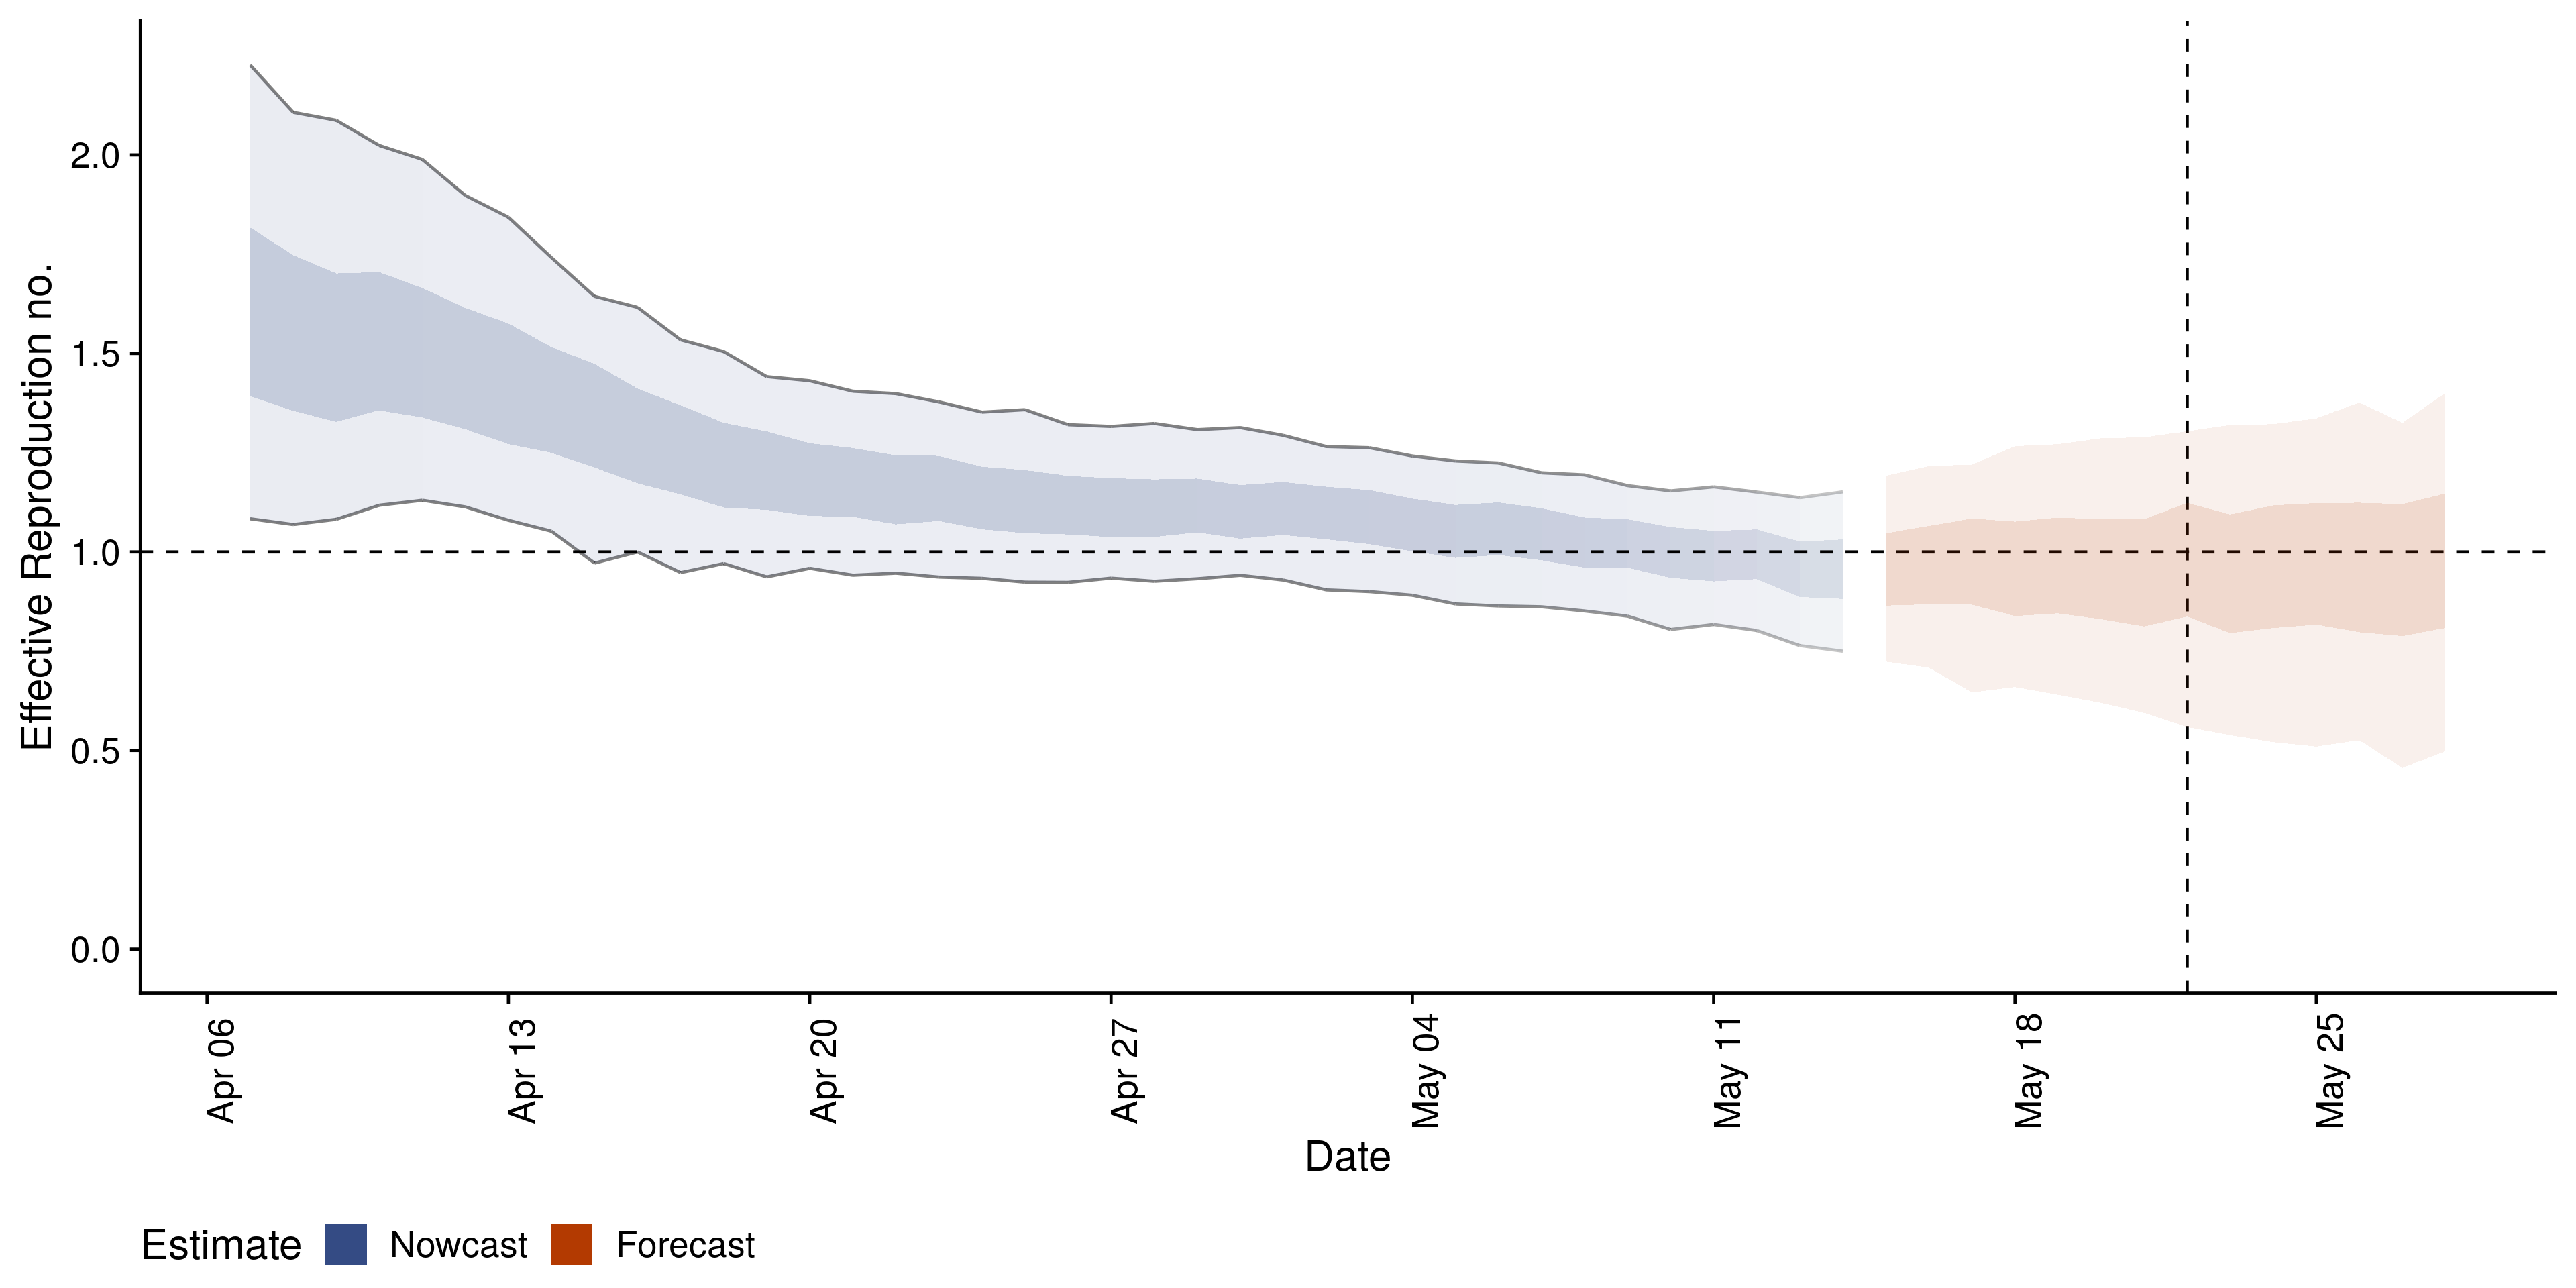 Effective Reproduction no.
2.0
1.5
1.0
0.5
0.0
Apr 06
Apr 13
Apr 20
Apr 27
May 04
May 11
May 18
May 25
Date
Estimate Nowcast Forecast